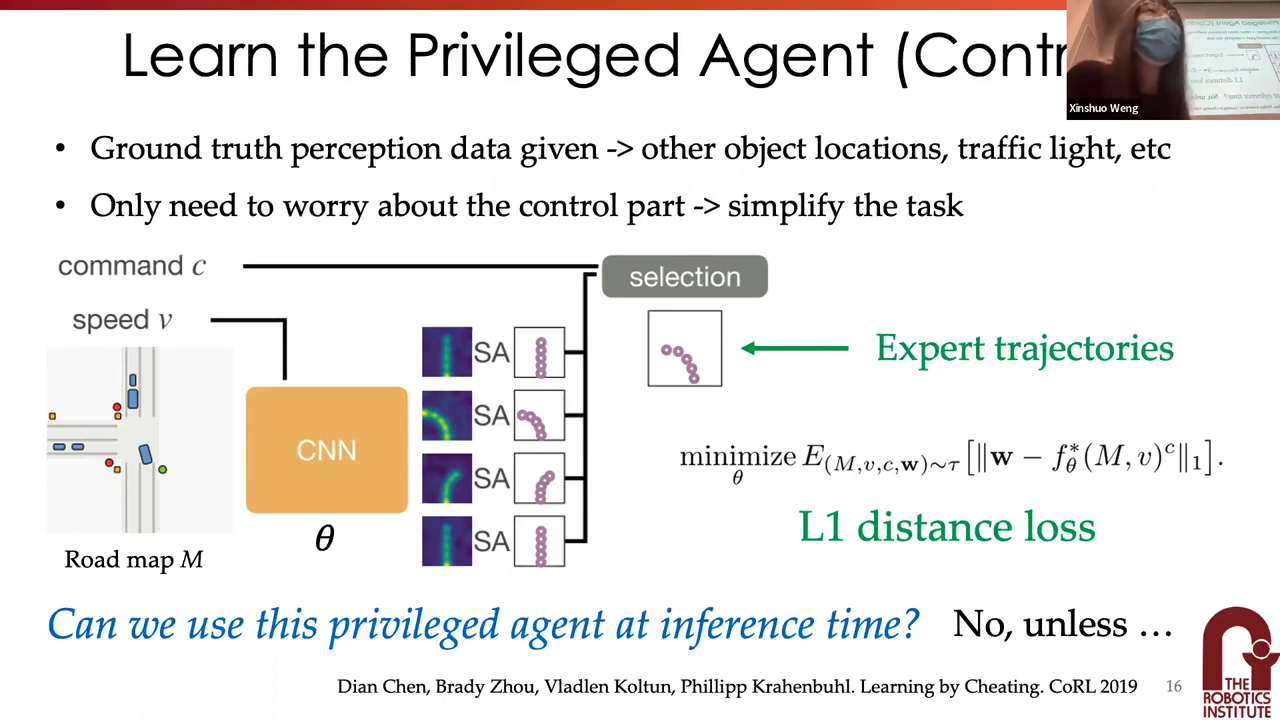 Learn the Privileged Agent (Contr
Xinshuo Weng
• Ground truth perception data given -> other object locations, traffic light, etc
• Only need to worry about the control part -> simplify the task
command c
selection
speed v
SA
SA
SA
SA
CNN
θ
Road map M
Expert trajectories
minimize E_{(M,v,c,w)∼τ} [‖w − f*_θ(M, v)^c‖₁].
θ
L1 distance loss
Can we use this privileged agent at inference time?
No, unless …
Dian Chen, Brady Zhou, Vladlen Koltun, Phillipp Krahenbuhl. Learning by Cheating. CoRL 2019
16
THE
ROBOTICS
INSTITUTE